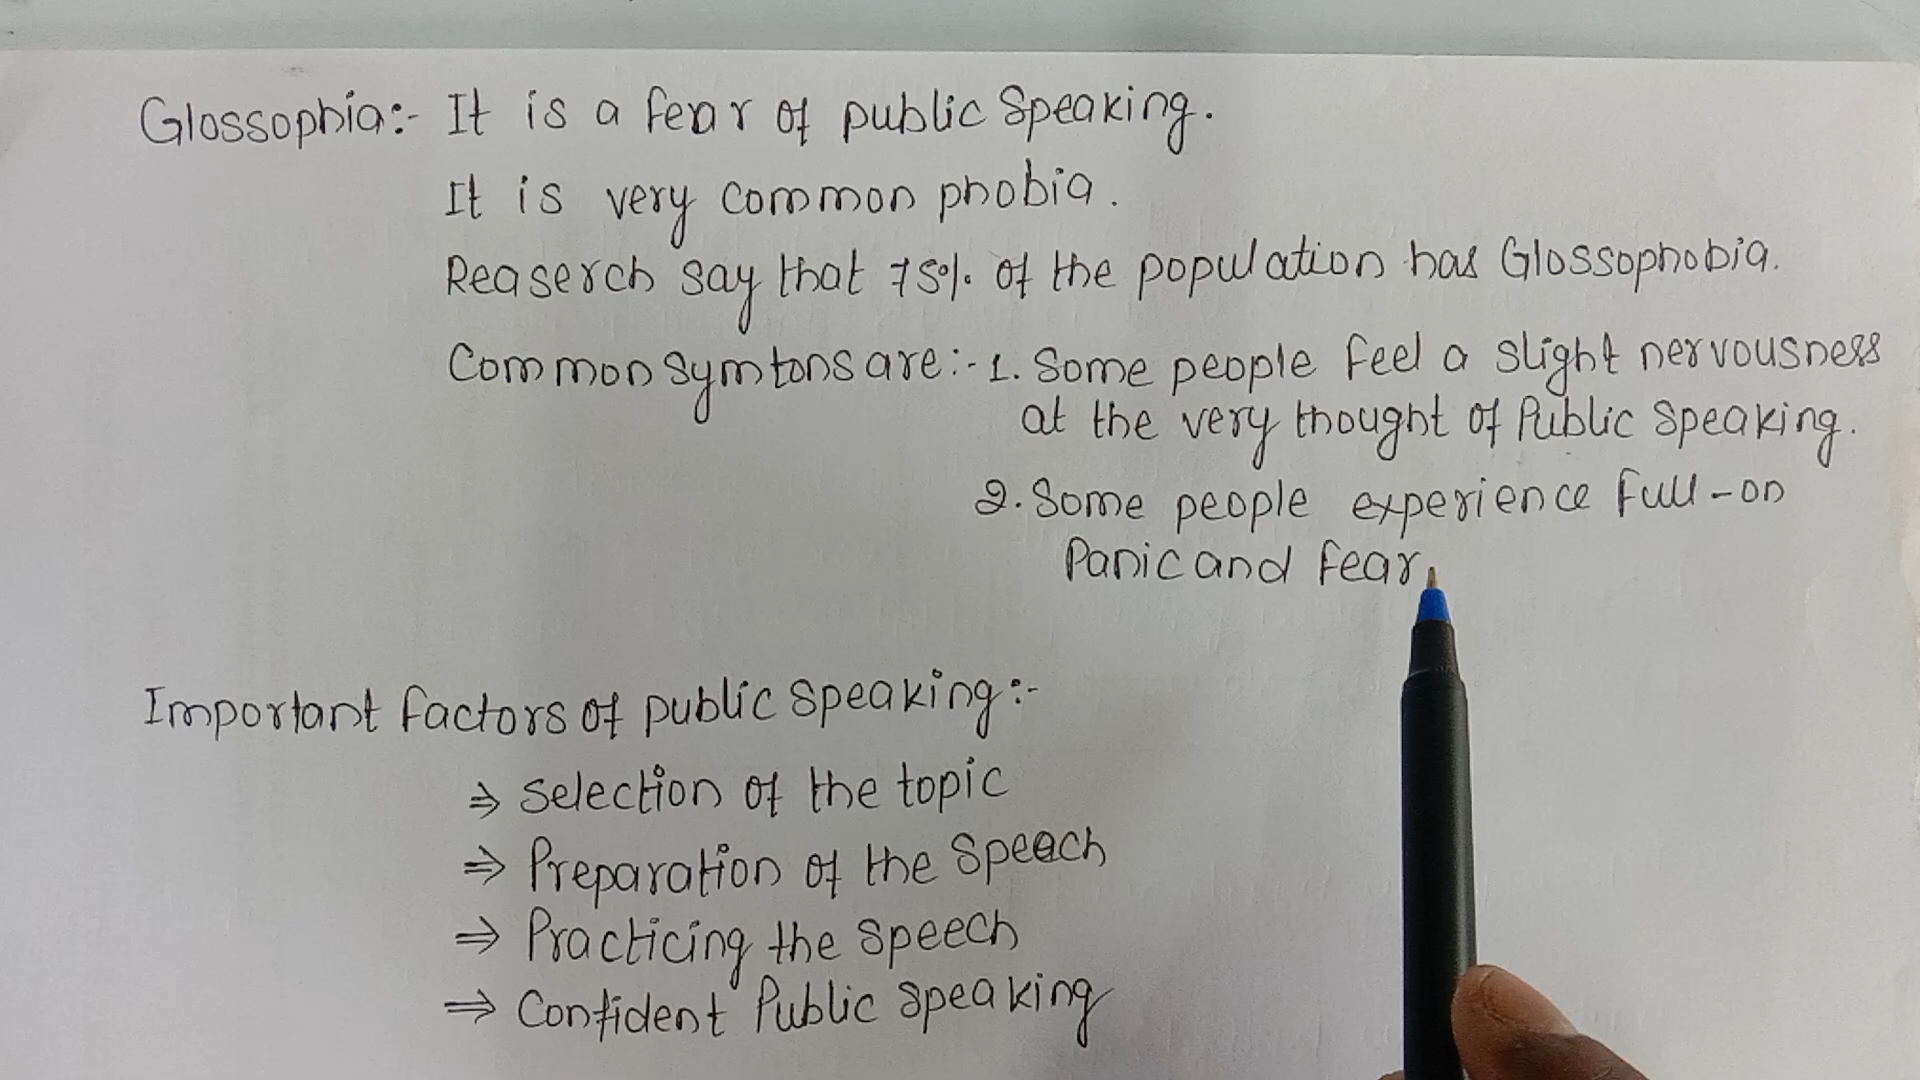 Glossophia:- It is a fear of public speaking.
It is very common phobia.
Reaserch say that 75% of the population has Glossophobia.
Common Symtons are:- 1. Some people feel a slight nervousness
at the very thought of Public Speaking.
2. Some people experience full-on
Panic and fear
Important factors of public speaking:-
⇒ Selection of the topic
⇒ Preparation of the Speech
⇒ Practicing the speech
⇒ Confident Public speaking